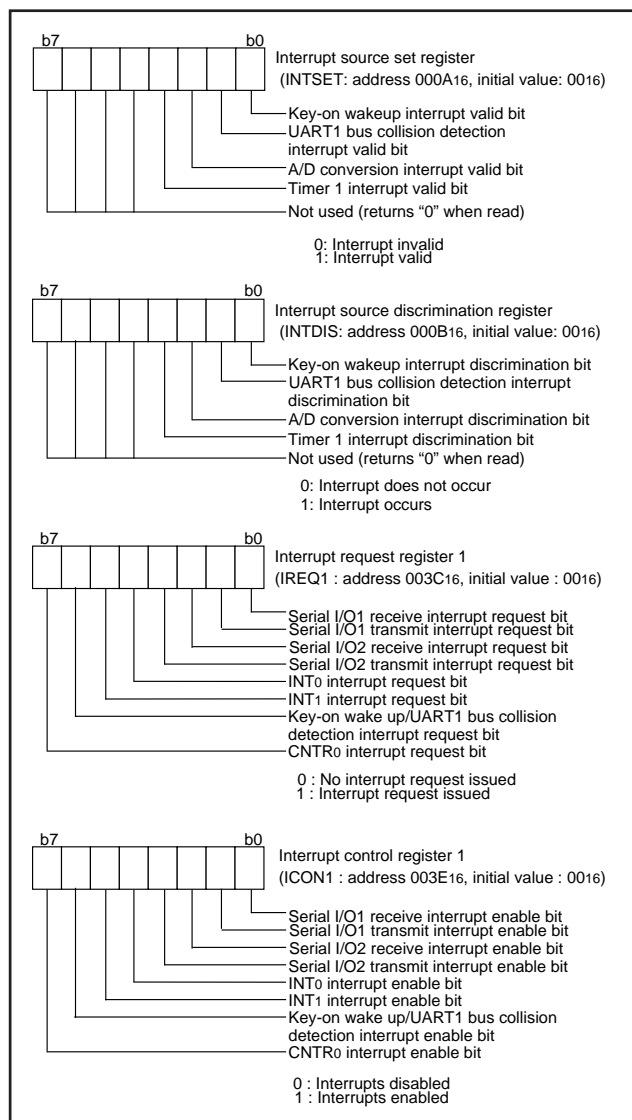 b7 b0
Interrupt source set register
(INTSET: address 000A16, initial value: 0016)
Key-on wakeup interrupt valid bit
UART1 bus collision detection
interrupt valid bit
A/D conversion interrupt valid bit
Timer 1 interrupt valid bit
Not used (returns “0” when read)
0: Interrupt invalid
1: Interrupt valid
b7 b0
Interrupt source discrimination register
(INTDIS: address 000B16, initial value: 0016)
Key-on wakeup interrupt discrimination bit
UART1 bus collision detection interrupt
discrimination bit
A/D conversion interrupt discrimination bit
Timer 1 interrupt discrimination bit
Not used (returns “0” when read)
0: Interrupt does not occur
1: Interrupt occurs
b7 b0
Interrupt request register 1
(IREQ1 : address 003C16, initial value : 0016)
Serial I/O1 receive interrupt request bit
Serial I/O1 transmit interrupt request bit
Serial I/O2 receive interrupt request bit
Serial I/O2 transmit interrupt request bit
INT0 interrupt request bit
INT1 interrupt request bit
Key-on wake up/UART1 bus collision
detection interrupt request bit
CNTR0 interrupt request bit
0 : No interrupt request issued
1 : Interrupt request issued
b7 b0
Interrupt control register 1
(ICON1 : address 003E16, initial value : 0016)
Serial I/O1 receive interrupt enable bit
Serial I/O1 transmit interrupt enable bit
Serial I/O2 receive interrupt enable bit
Serial I/O2 transmit interrupt enable bit
INT0 interrupt enable bit
INT1 interrupt enable bit
Key-on wake up/UART1 bus collision
detection interrupt enable bit
CNTR0 interrupt enable bit
0 : Interrupts disabled
1 : Interrupts enabled